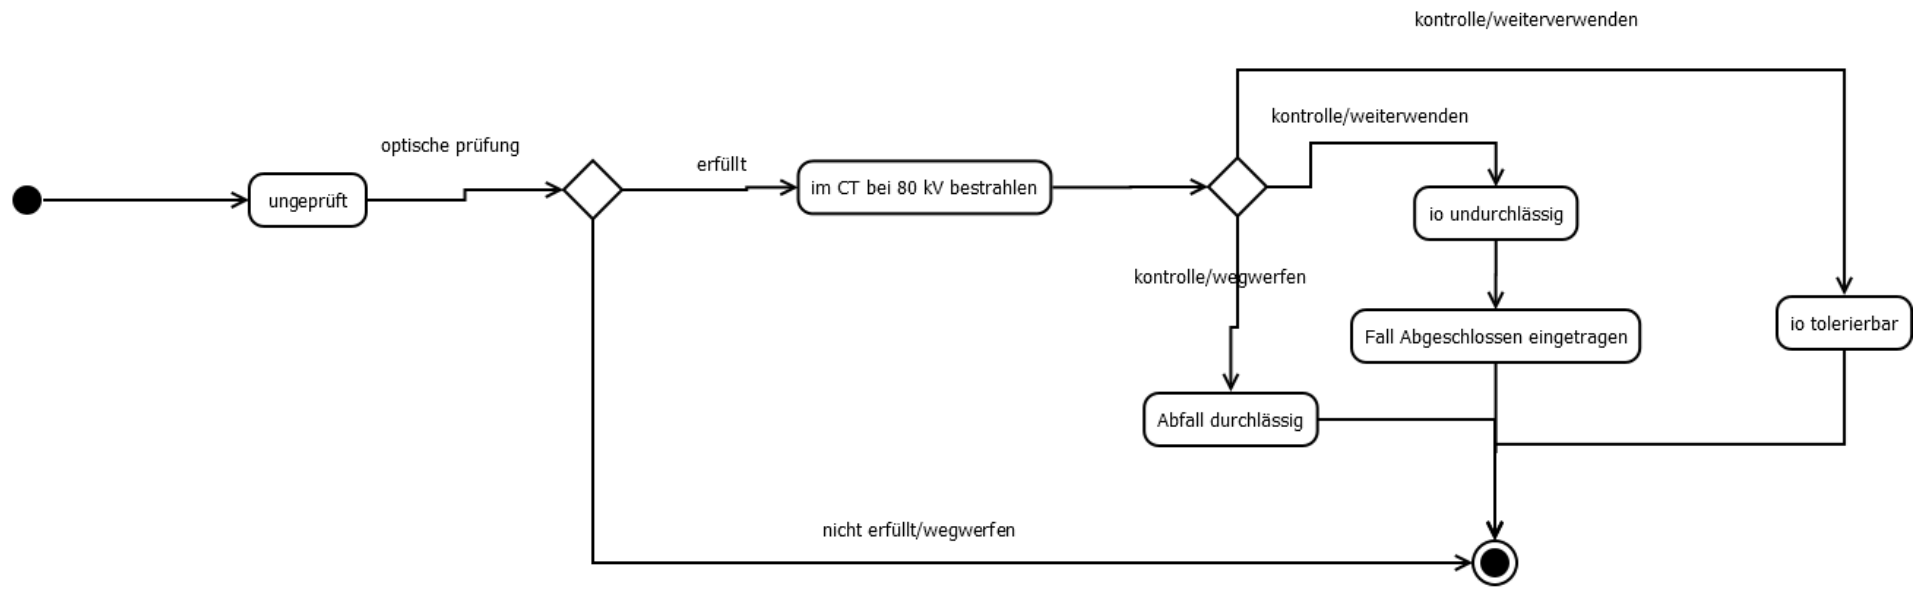 kontrolle/weiterverwenden
kontrolle/weiterwenden
optische prüfung
erfüllt
ungeprüft
im CT bei 80 kV bestrahlen
io undurchlässig
kontrolle/wegwerfen
Fall Abgeschlossen eingetragen
io tolerierbar
Abfall durchlässig
nicht erfüllt/wegwerfen